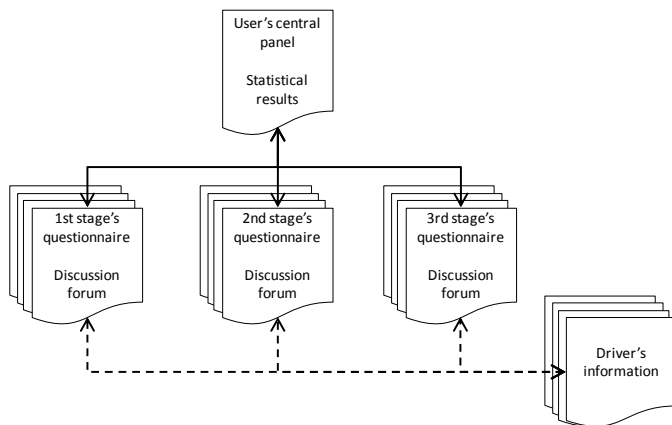 User's central
panel
Statistical
results
1st stage's
questionnaire
Discussion
forum
2nd stage's
questionnaire
Discussion
forum
3rd stage's
questionnaire
Discussion
forum
Driver's
information